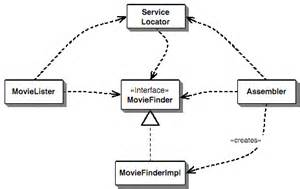 Service
Locator
MovieLister
«interface»
MovieFinder
Assembler
«creates»
MovieFinderImpl